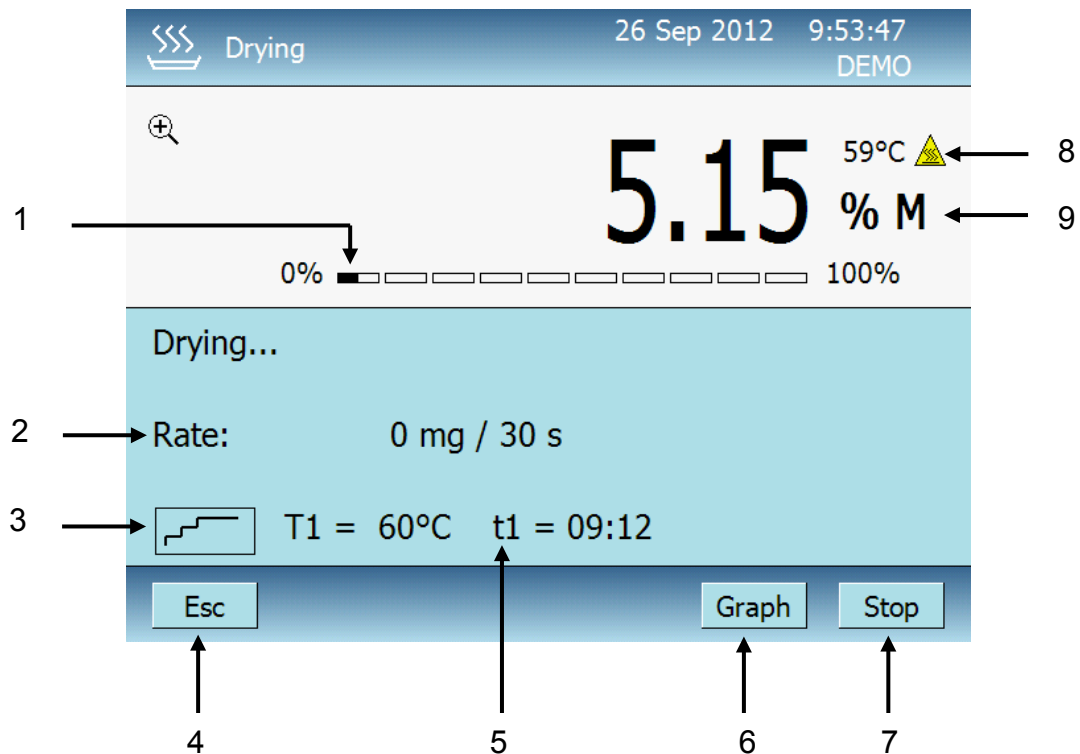 Drying 26 Sep 2012 9:53:47
DEMO
59°C 8
5.15 % M 9
1
0% 100%
Drying...
2 Rate: 0 mg / 30 s
3 T1 = 60°C t1 = 09:12
Esc Graph Stop
4 5 6 7